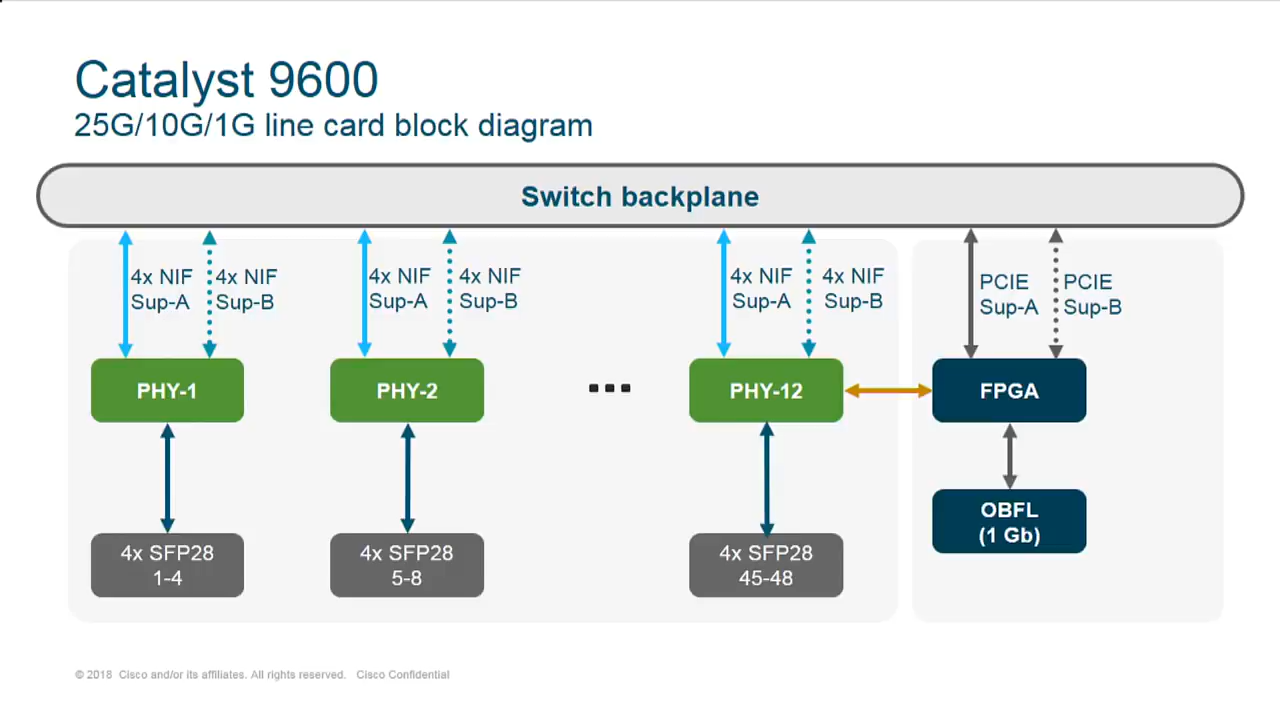 Catalyst 9600
25G/10G/1G line card block diagram
Switch backplane
4x NIF
Sup-A
4x NIF
Sup-B
4x NIF
Sup-A
4x NIF
Sup-B
4x NIF
Sup-A
4x NIF
Sup-B
PCIE
Sup-A
PCIE
Sup-B
PHY-1
PHY-2
...
PHY-12
FPGA
OBFL
(1 Gb)
4x SFP28
1-4
4x SFP28
5-8
4x SFP28
45-48
© 2018 Cisco and/or its affiliates. All rights reserved. Cisco Confidential